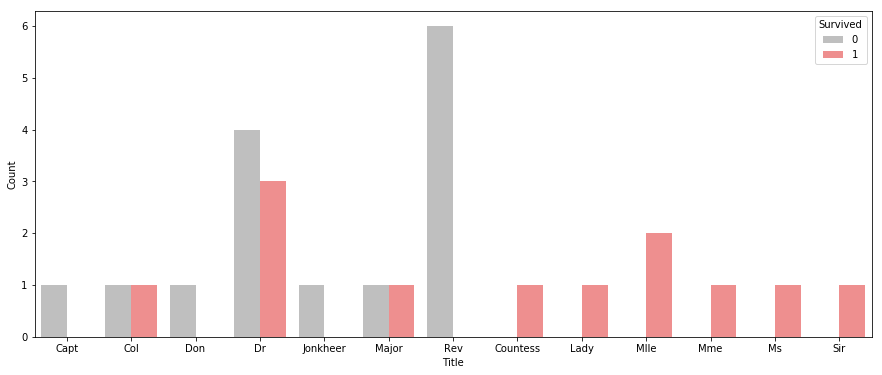 Survived
0
1
6
5
4
3
2
1
0
Count
Capt Col Don Dr Jonkheer Major Rev Countess Lady Mlle Mme Ms Sir
Title